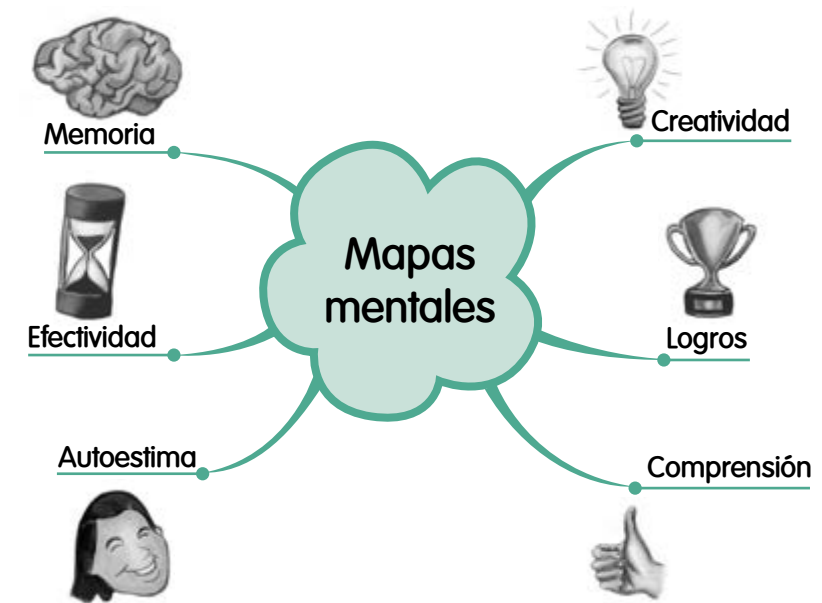 Memoria
Creatividad
Mapas
mentales
Efectividad
Logros
Autoestima
Comprensión